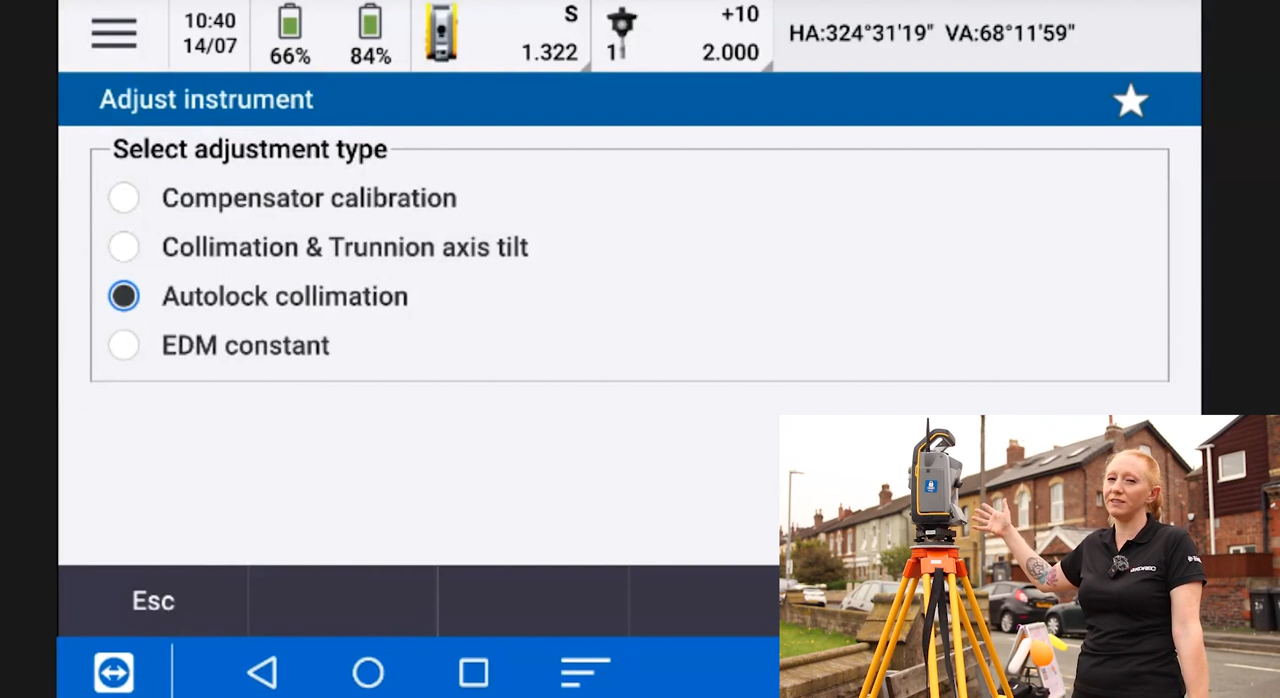 10:40
14/07
66%
84%
S
1.322
1
+10
2.000
HA:324°31'19" VA:68°11'59"
Adjust instrument
Select adjustment type
Compensator calibration
Collimation & Trunnion axis tilt
Autolock collimation
EDM constant
Esc